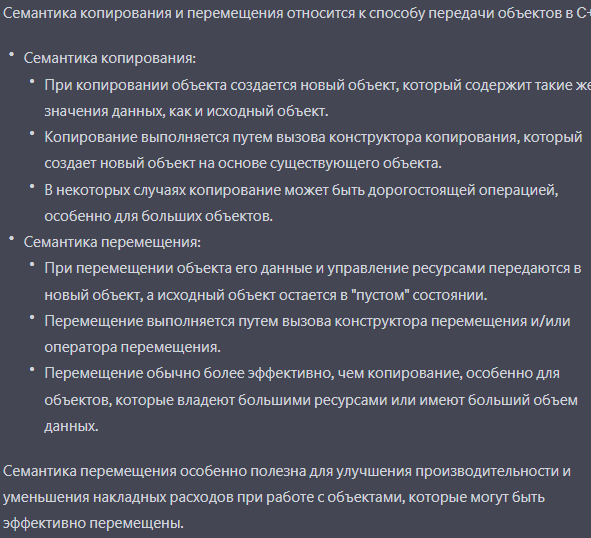 Семантика копирования и перемещения относится к способу передачи объектов в C+
• Семантика копирования:
• При копировании объекта создается новый объект, который содержит такие же
значения данных, как и исходный объект.
• Копирование выполняется путем вызова конструктора копирования, который
создает новый объект на основе существующего объекта.
• В некоторых случаях копирование может быть дорогостоящей операцией,
особенно для больших объектов.
• Семантика перемещения:
• При перемещении объекта его данные и управление ресурсами передаются в
новый объект, а исходный объект остается в "пустом" состоянии.
• Перемещение выполняется путем вызова конструктора перемещения и/или
оператора перемещения.
• Перемещение обычно более эффективно, чем копирование, особенно для
объектов, которые владеют большими ресурсами или имеют больший объем
данных.
Семантика перемещения особенно полезна для улучшения производительности и
уменьшения накладных расходов при работе с объектами, которые могут быть
эффективно перемещены.